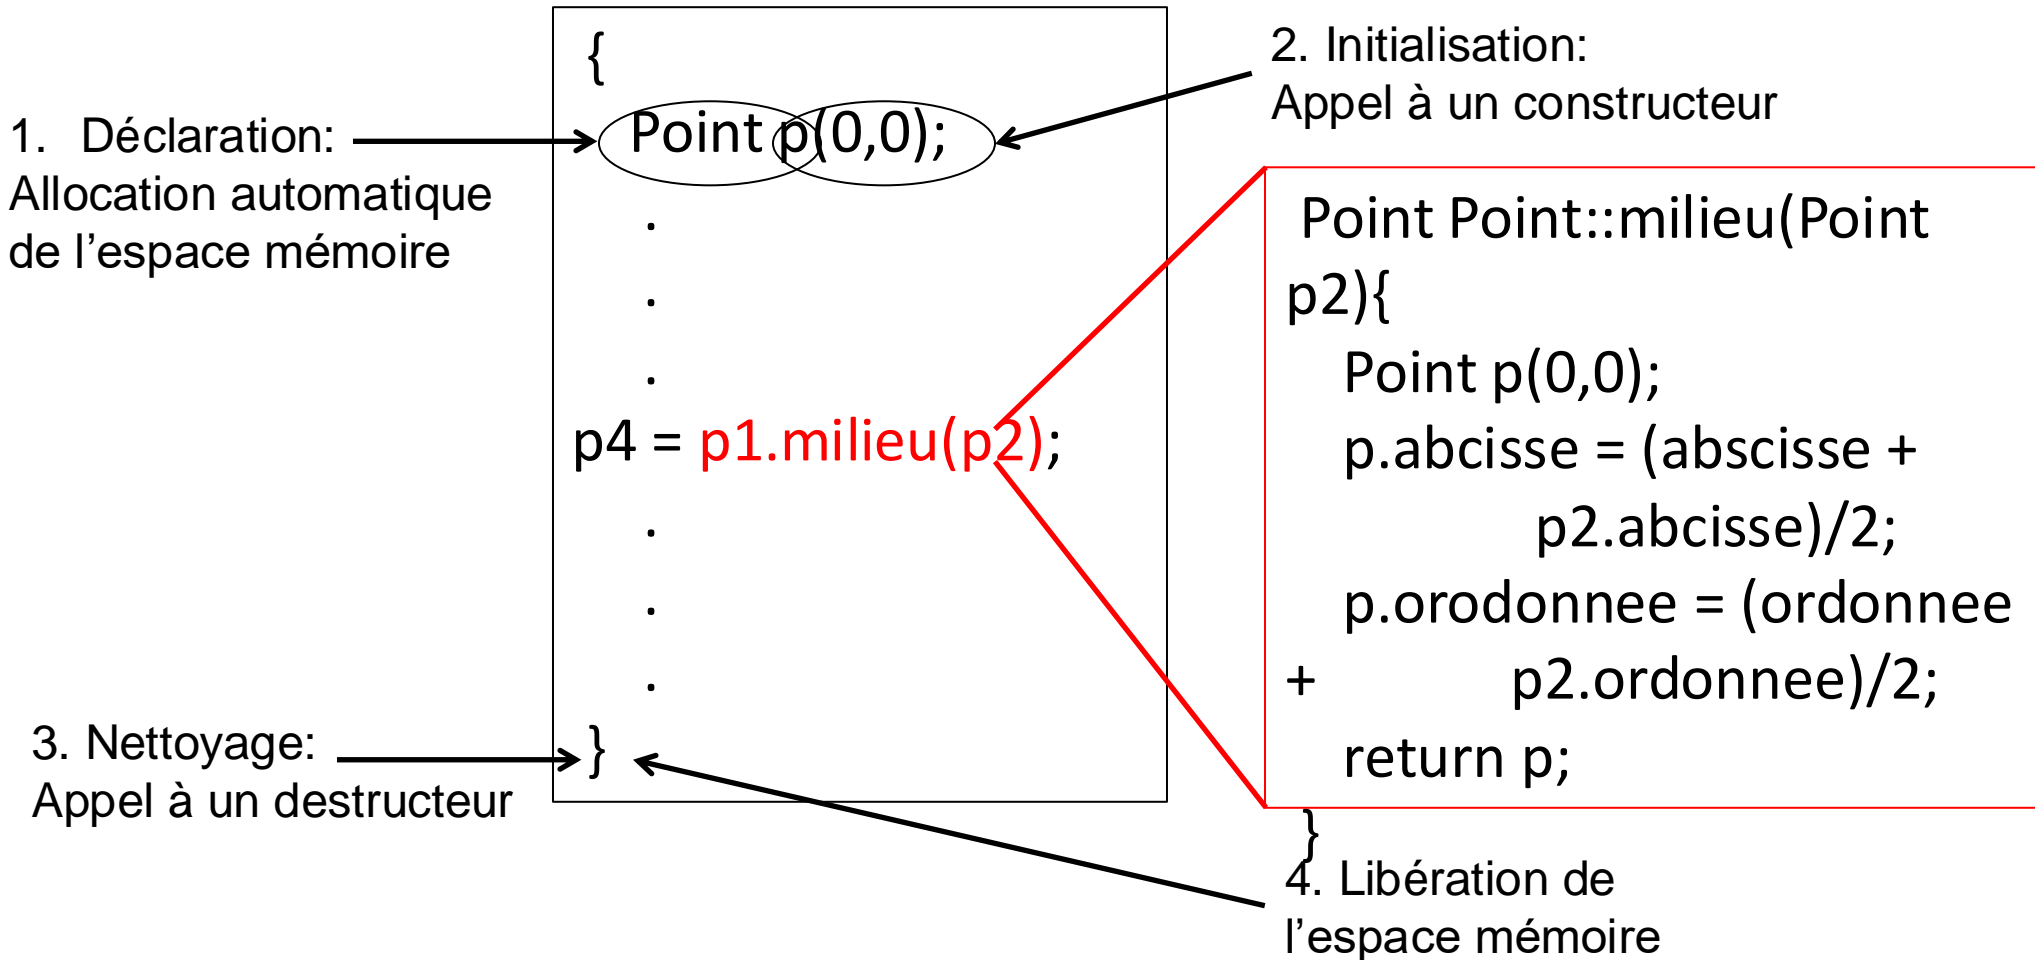 1. Déclaration:
Allocation automatique
de l’espace mémoire
{
Point p(0,0);
.
.
.
p4 = p1.milieu(p2);
.
.
.
}
2. Initialisation:
Appel à un constructeur
Point Point::milieu(Point
p2){
Point p(0,0);
p.abcisse = (abscisse +
p2.abcisse)/2;
p.orodonnee = (ordonnee
+ p2.ordonnee)/2;
return p;
}
3. Nettoyage:
Appel à un destructeur
4. Libération de
l’espace mémoire